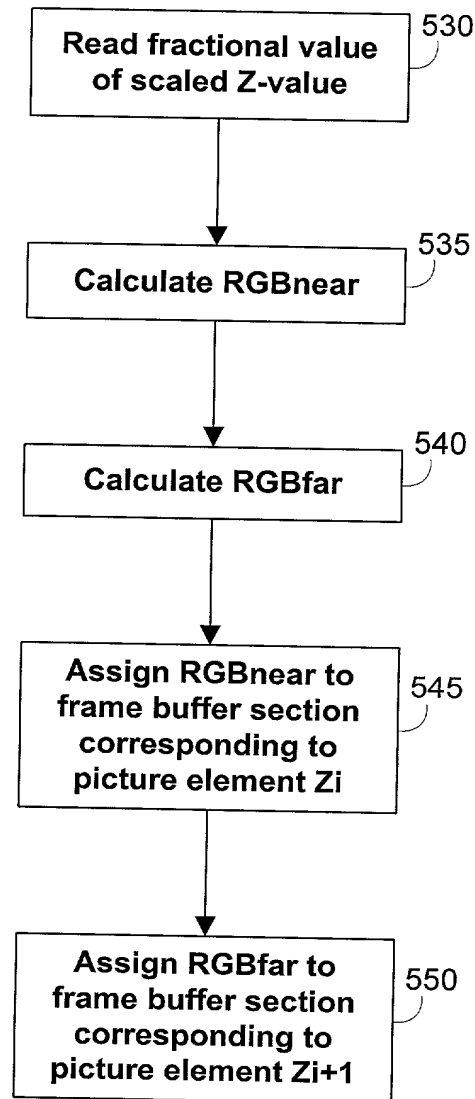 Read fractional value
of scaled Z-value
530
Calculate RGBnear
535
Calculate RGBfar
540
Assign RGBnear to
frame buffer section
corresponding to
picture element Zi
545
Assign RGBfar to
frame buffer section
corresponding to
picture element Zi+1
550